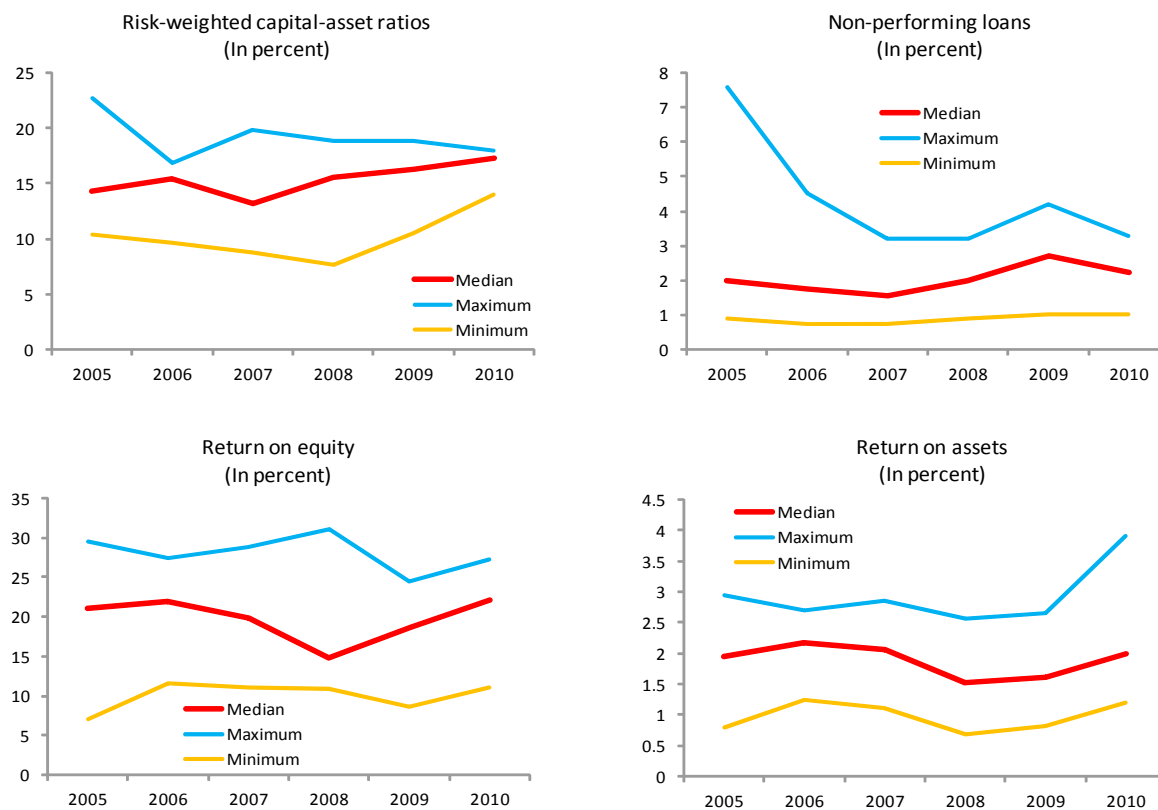 Risk-weighted capital-asset ratios
(In percent)
25
20
15
10
5
0
Median
Maximum
Minimum
2005 2006 2007 2008 2009 2010
Non-performing loans
(In percent)
8
7
6
5
4
3
2
1
0
Median
Maximum
Minimum
2005 2006 2007 2008 2009 2010
Return on equity
(In percent)
35
30
25
20
15
10
5
0
Median
Maximum
Minimum
2005 2006 2007 2008 2009 2010
Return on assets
(In percent)
4.5
4
3.5
3
2.5
2
1.5
1
0.5
0
Median
Maximum
Minimum
2005 2006 2007 2008 2009 2010